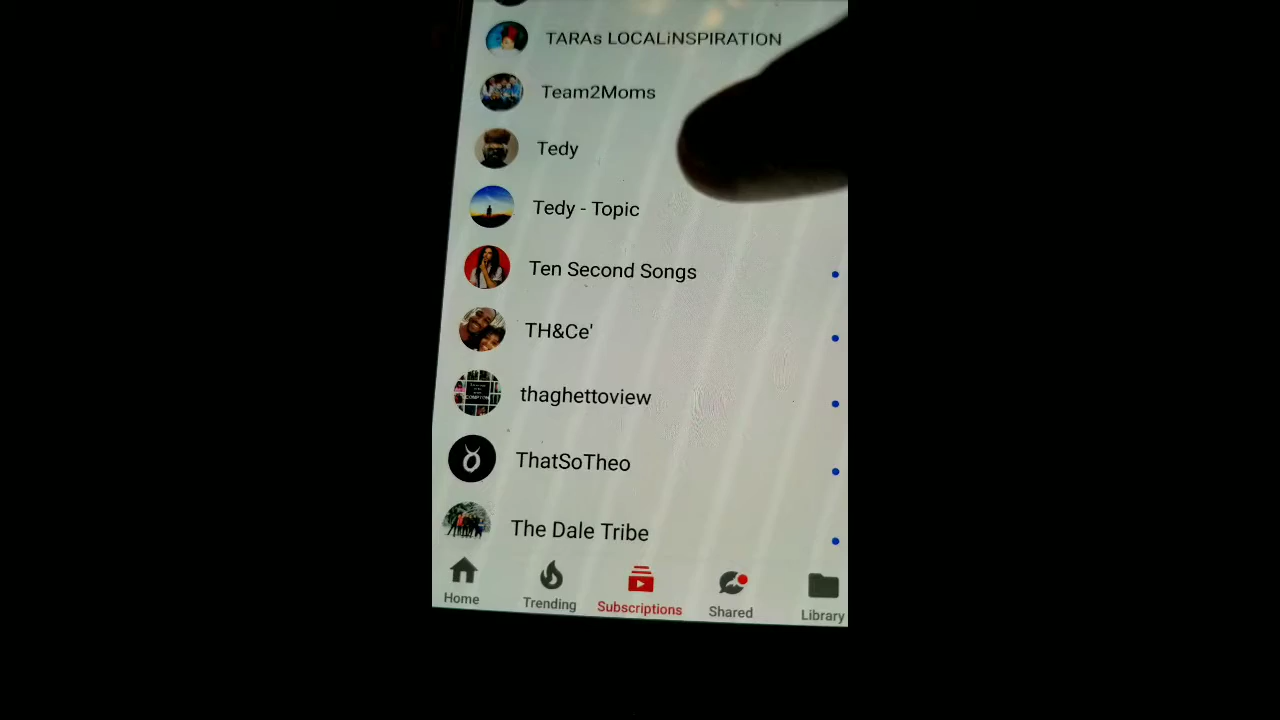 TARAs LOCALiNSPIRATION
Team2Moms
Tedy
Tedy - Topic
Ten Second Songs
TH&Ce'
thaghettoview
ThatSoTheo
The Dale Tribe
Home
Trending
Subscriptions
Shared
Library